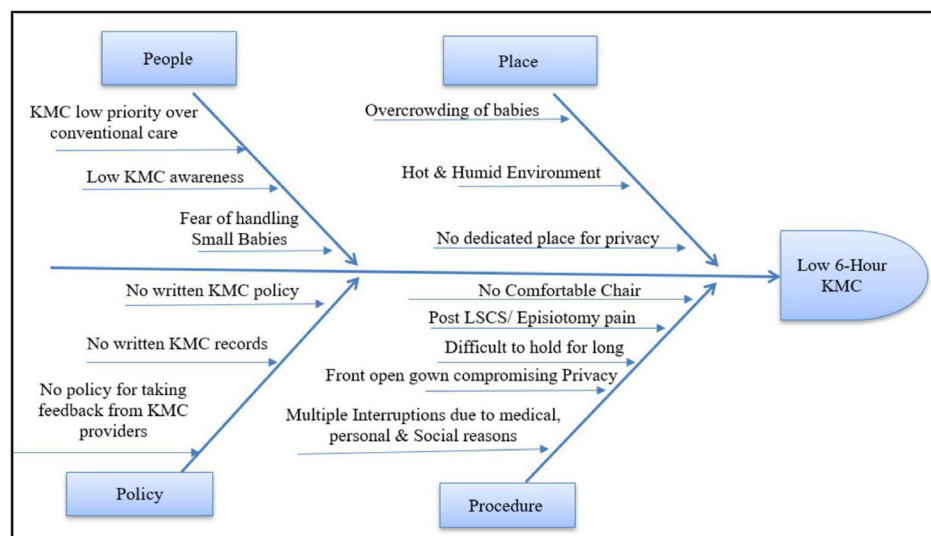 People
KMC low priority over
conventional care
Low KMC awareness
Fear of handling
Small Babies
Place
Overcrowding of babies
Hot & Humid Environment
No dedicated place for privacy
Low 6-Hour
KMC
No written KMC policy
No written KMC records
No policy for taking
feedback from KMC
providers
Policy
No Comfortable Chair
Post LSCS/ Episiotomy pain
Difficult to hold for long
Front open gown compromising Privacy
Multiple Interruptions due to medical,
personal & Social reasons
Procedure